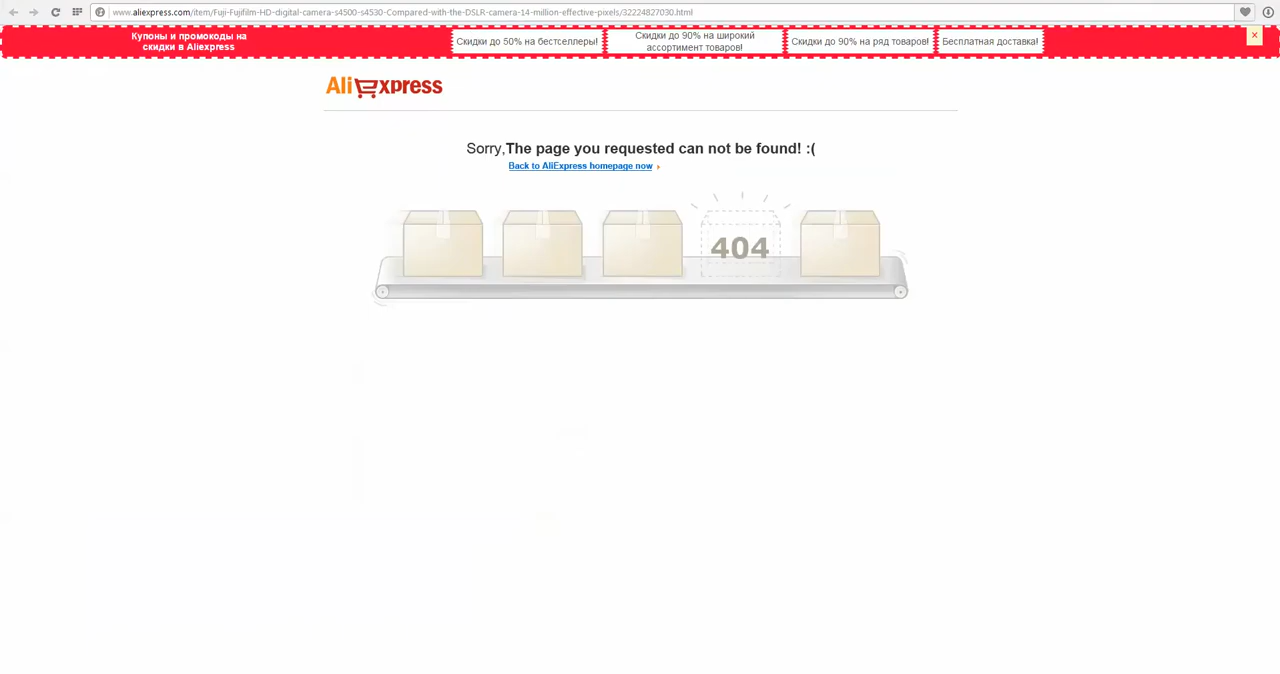 www.aliexpress.com/item/Fuji-Fujifilm-HD-digital-camera-s4500-s4530-Compared-with-the-DSLR-camera-14-million-effective-pixels/32224827030.html
Купоны и промокоды на
скидки в Aliexpress
Скидки до 50% на бестселлеры!
Скидки до 90% на широкий
ассортимент товаров!
Скидки до 90% на ряд товаров!
Бесплатная доставка!
AliExpress
Sorry,The page you requested can not be found! :(
Back to AliExpress homepage now
404